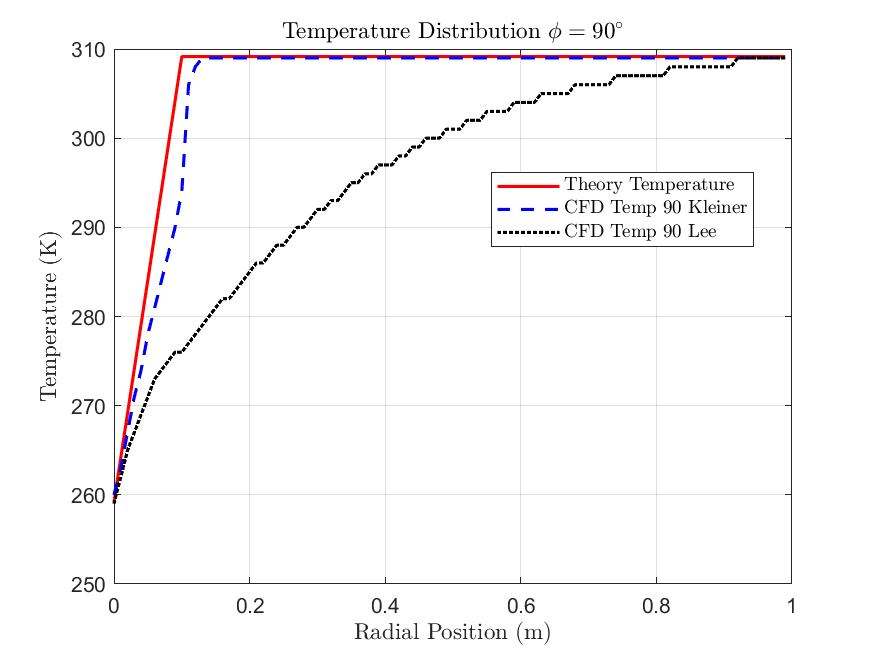 Temperature Distribution ϕ = 90°
310
300
290
280
270
260
250
Temperature (K)
Theory Temperature
CFD Temp 90 Kleiner
CFD Temp 90 Lee
0 0.2 0.4 0.6 0.8 1
Radial Position (m)